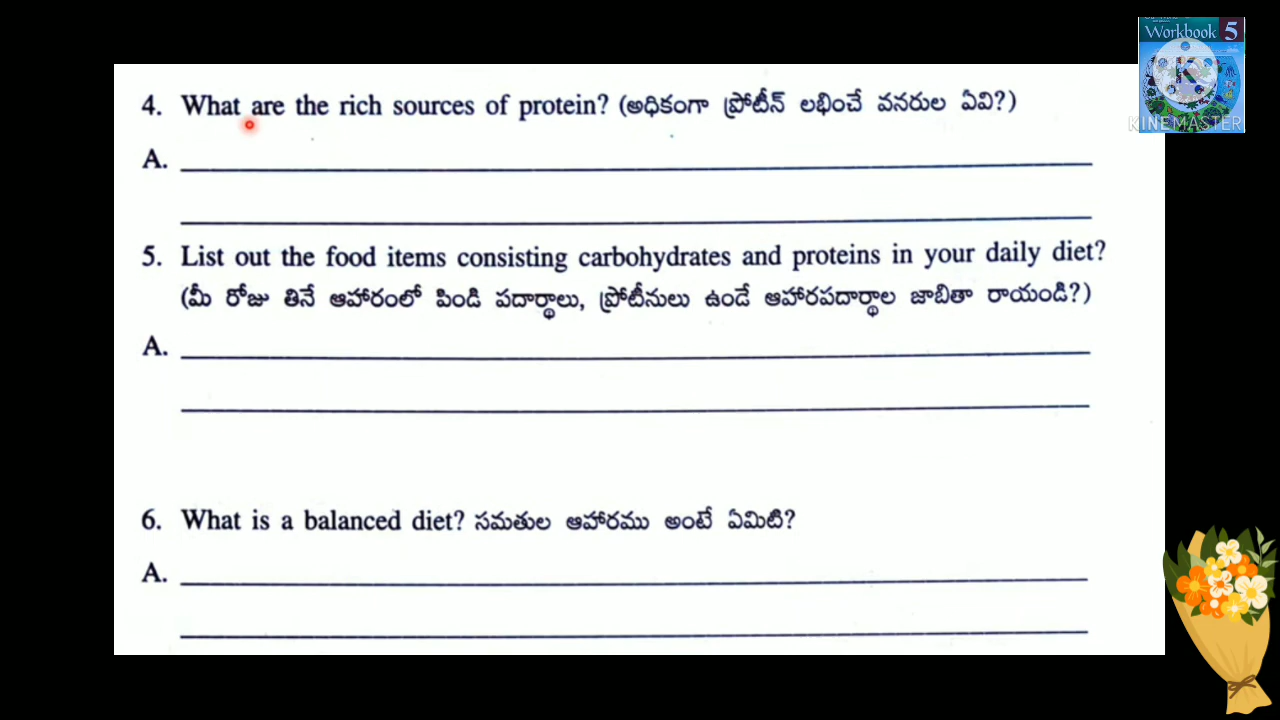 Workbook 5
KINEMASTER
4. What are the rich sources of protein? (అధికంగా ప్రోటీన్ లభించే వనరుల ఏవి?)
A.
5. List out the food items consisting carbohydrates and proteins in your daily diet?
(మీ రోజు తినే ఆహారంలో పిండి పదార్థాలు, ప్రోటీనులు ఉండే ఆహారపదార్థాల జాబితా రాయండి?)
A.
6. What is a balanced diet? సమతుల ఆహారము అంటే ఏమిటి?
A.